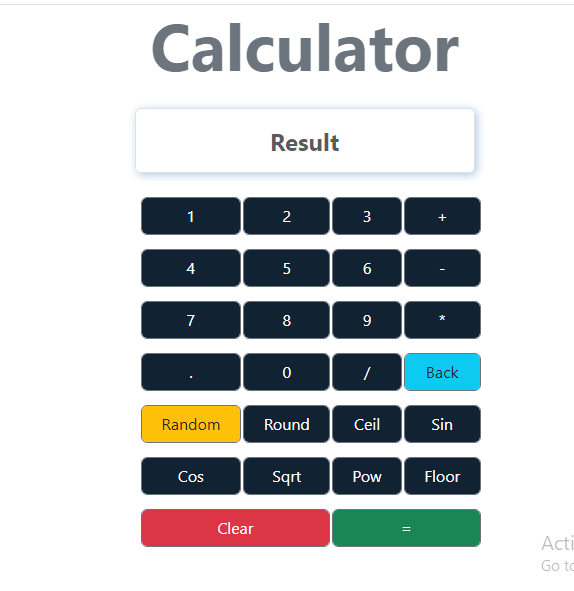 Calculator
Result
1 2 3 +
4 5 6 -
7 8 9 *
. 0 / Back
Random Round Ceil Sin
Cos Sqrt Pow Floor
Clear =
Go to